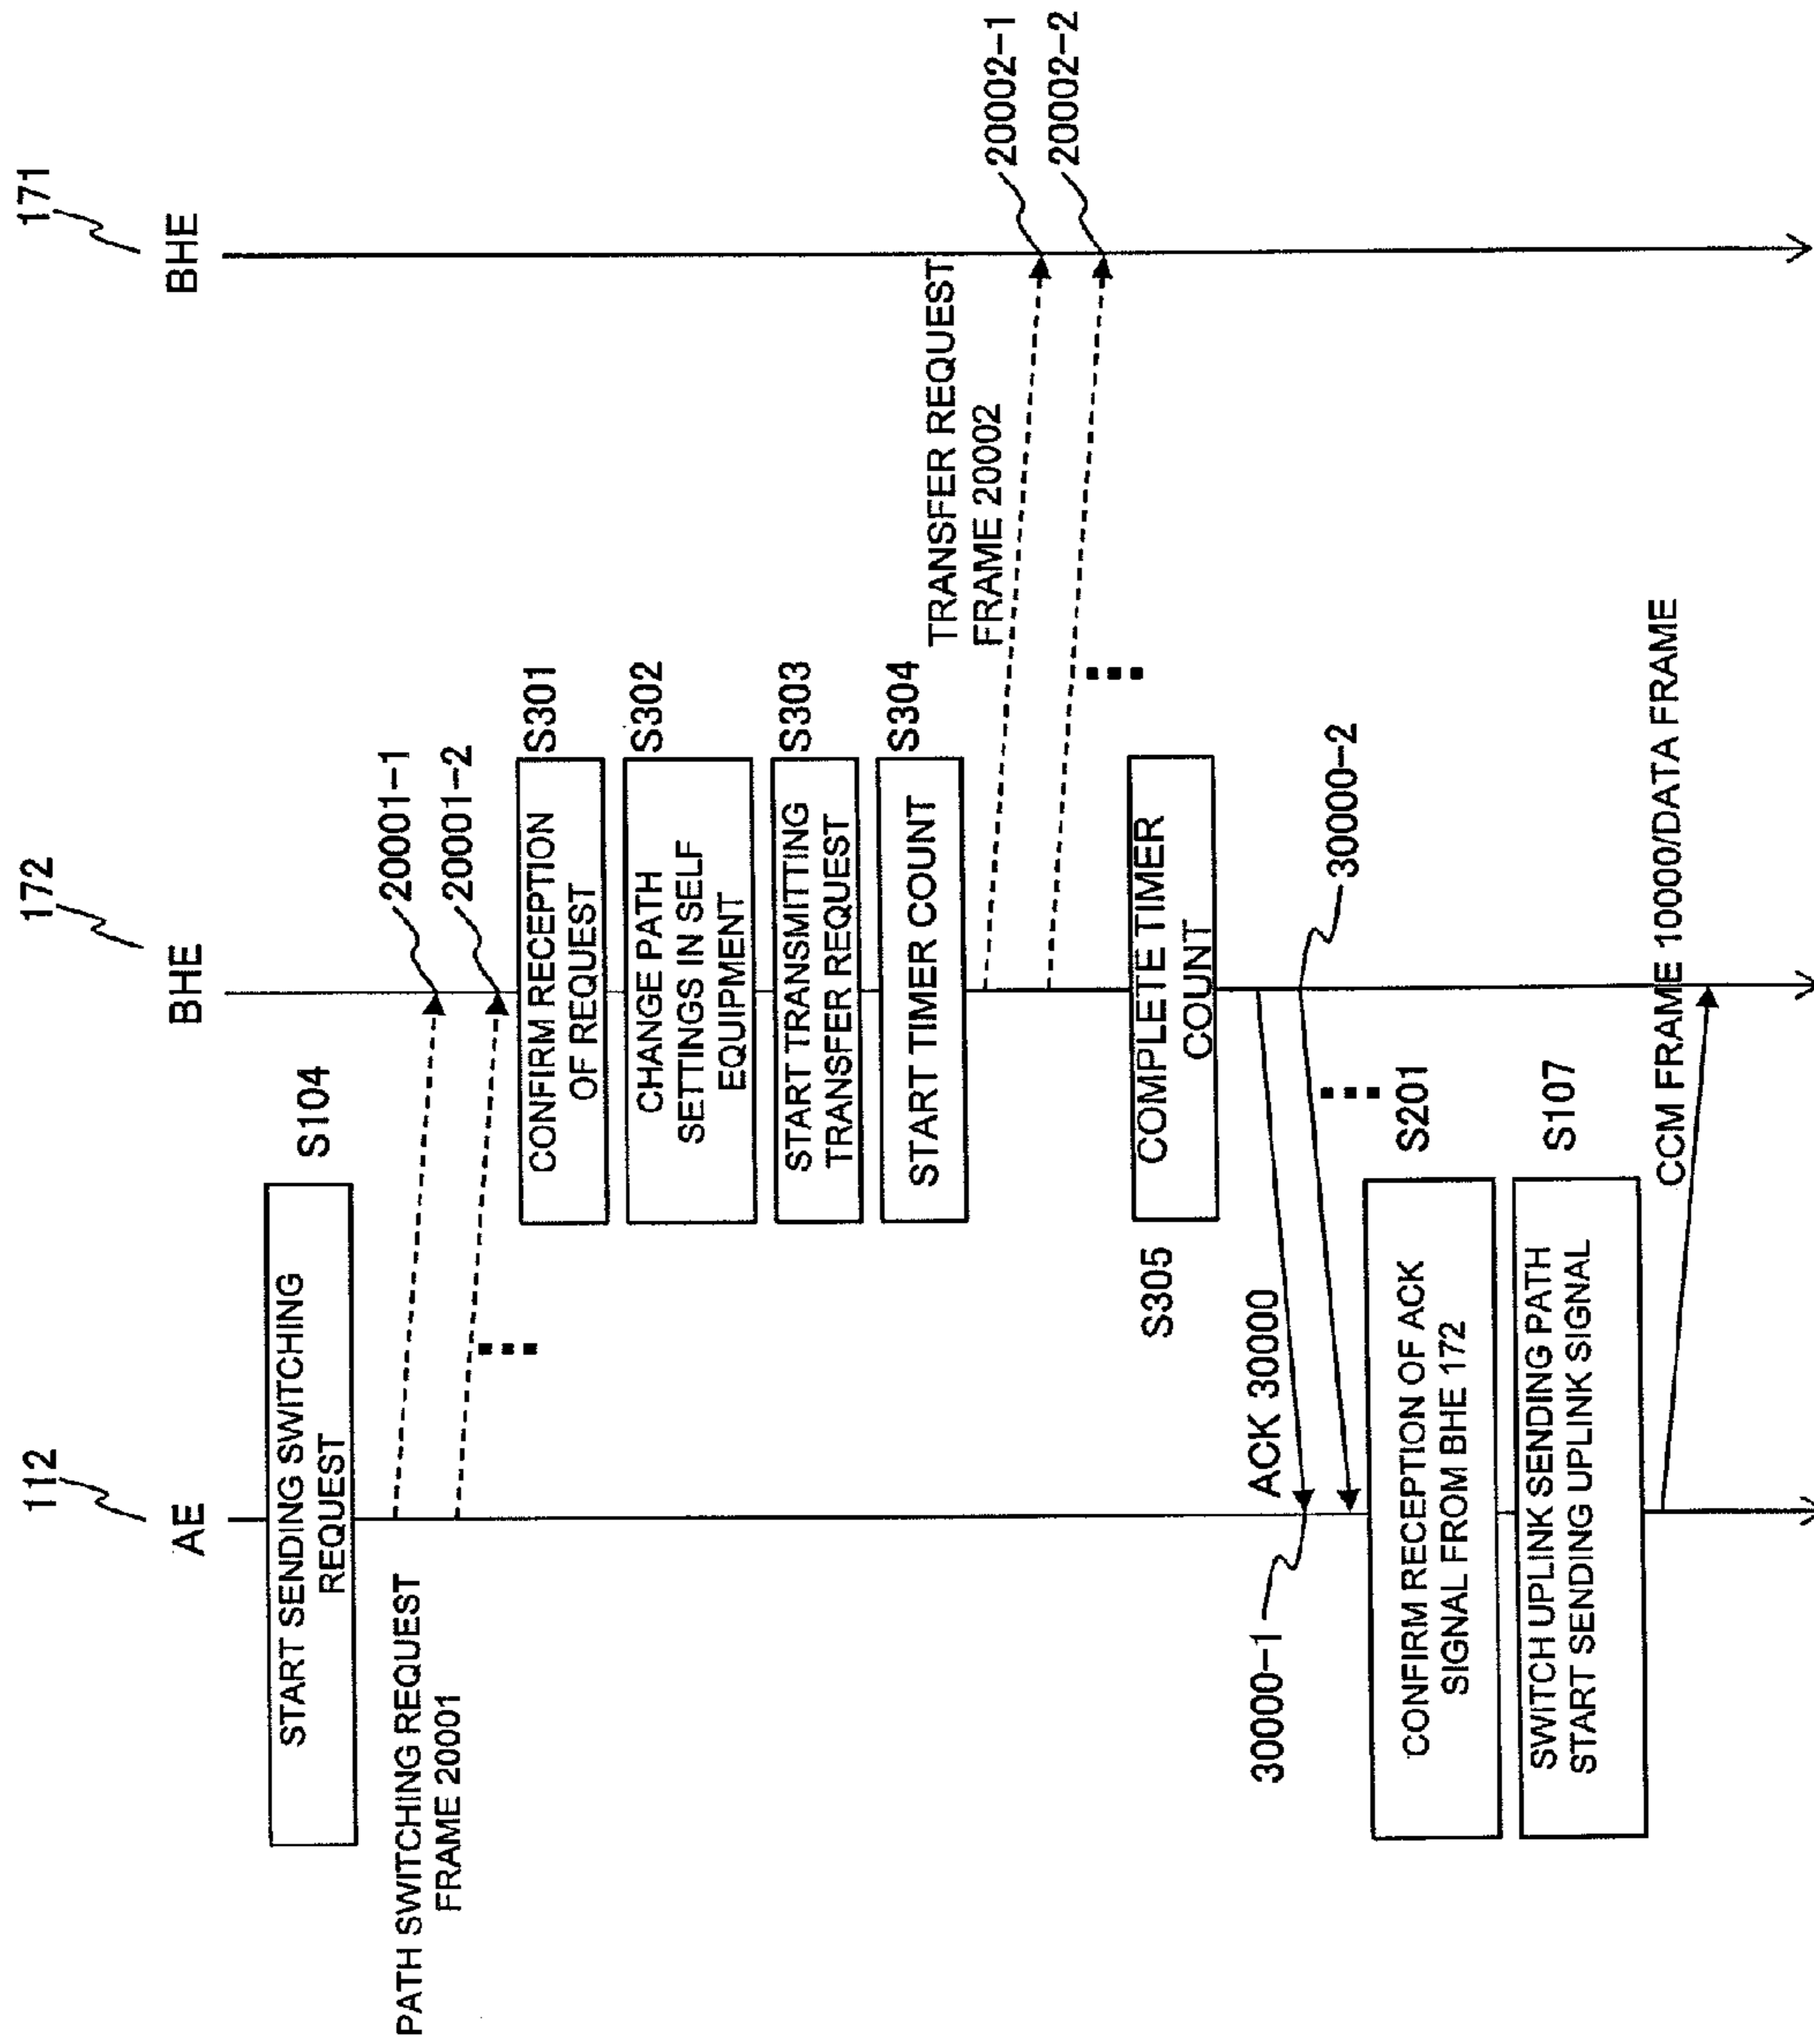 112
AE
172
BHE
171
BHE
START SENDING SWITCHING
REQUEST
S104
PATH SWITCHING REQUEST
FRAME 20001
20001-1
20001-2
CONFIRM RECEPTION
OF REQUEST
S301
CHANGE PATH
SETTINGS IN SELF
EQUIPMENT
S302
START TRANSMITTING
TRANSFER REQUEST
S303
START TIMER COUNT
S304
TRANSFER REQUEST
FRAME 20002
20002-1
20002-2
S305
COMPLETE TIMER
COUNT
ACK 30000
30000-1
30000-2
CONFIRM RECEPTION OF ACK
SIGNAL FROM BHE 172
S201
SWITCH UPLINK SENDING PATH
START SENDING UPLINK SIGNAL
S107
CCM FRAME 10000/DATA FRAME